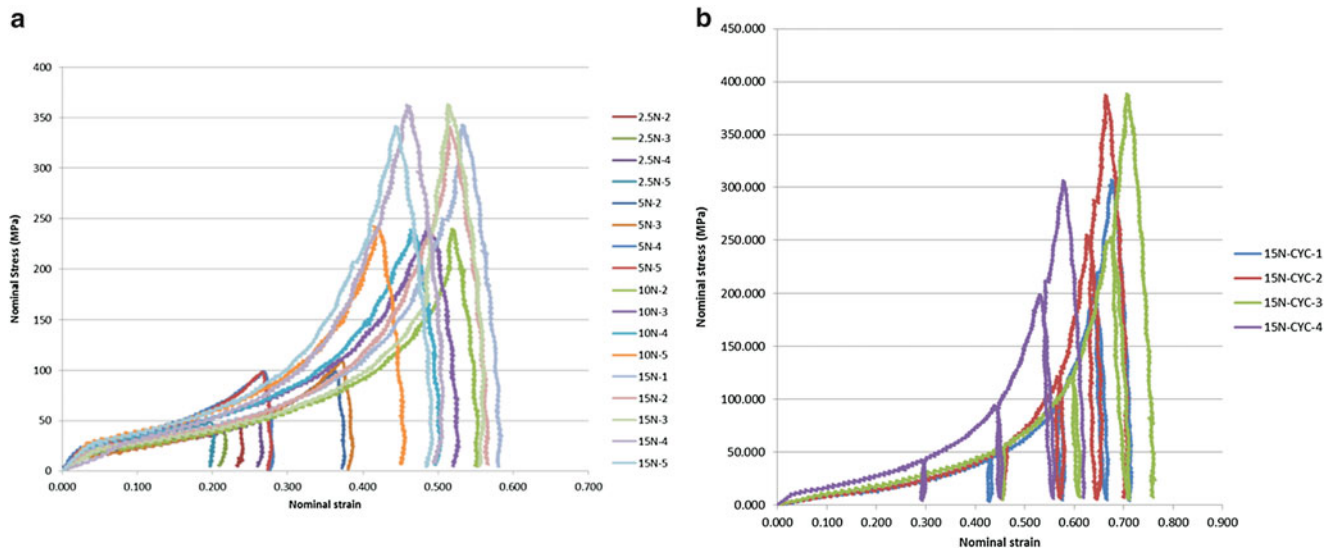 a
400
350
300
250
200
150
100
50
0
0.000 0.100 0.200 0.300 0.400 0.500 0.600 0.700
Nominal Stress (MPa)
Nominal strain
2.5N-2
2.5N-3
2.5N-4
2.5N-5
5N-2
5N-3
5N-4
5N-5
10N-2
10N-3
10N-4
10N-5
15N-1
15N-2
15N-3
15N-4
15N-5
b
450.000
400.000
350.000
300.000
250.000
200.000
150.000
100.000
50.000
0.000
0.000 0.100 0.200 0.300 0.400 0.500 0.600 0.700 0.800 0.900
Nominal stress (MPa)
Nominal strain
15N-CYC-1
15N-CYC-2
15N-CYC-3
15N-CYC-4